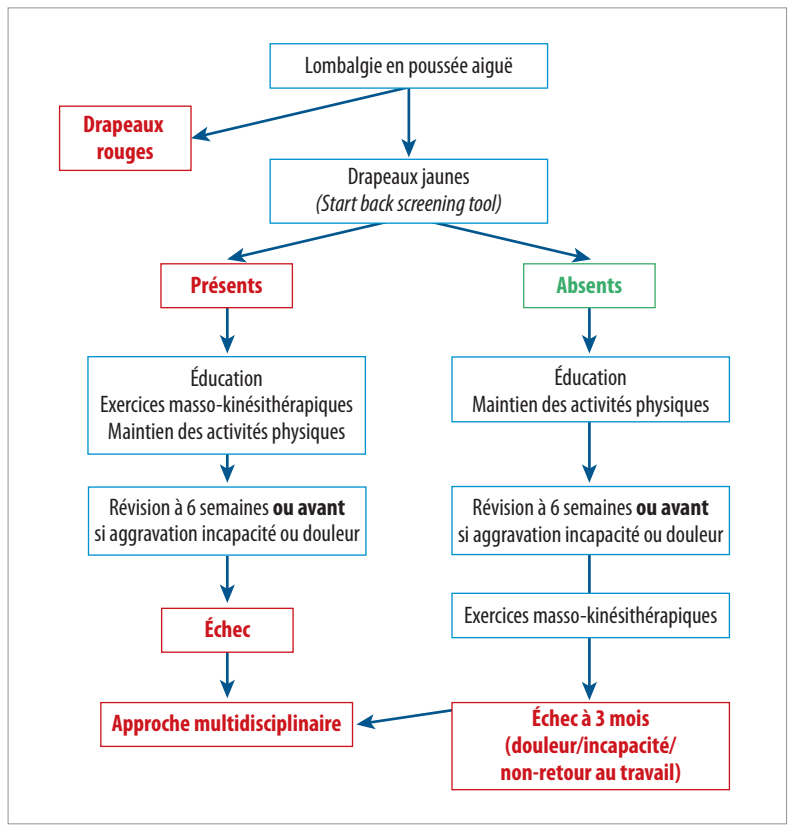 Lombalgie en poussée aiguë
Drapeaux
rouges
Drapeaux jaunes
(Start back screening tool)
Présents
Absents
Éducation
Exercices masso-kinésithérapiques
Maintien des activités physiques
Éducation
Maintien des activités physiques
Révision à 6 semaines ou avant
si aggravation incapacité ou douleur
Révision à 6 semaines ou avant
si aggravation incapacité ou douleur
Échec
Exercices masso-kinésithérapiques
Approche multidisciplinaire
Échec à 3 mois
(douleur/incapacité/
non-retour au travail)